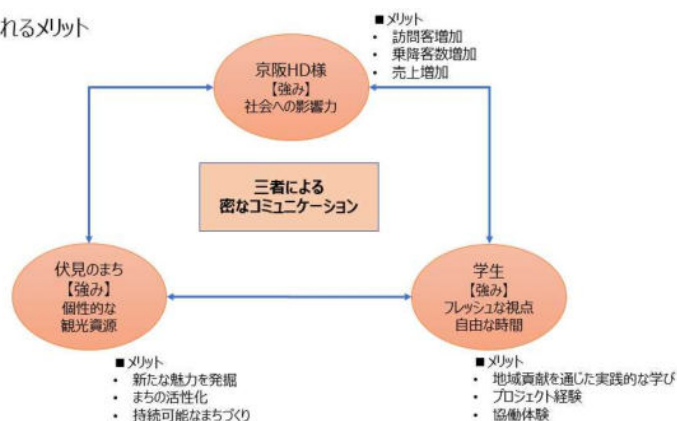 れるメリット
■メリット
・ 訪問客増加
・ 乗降客数増加
・ 売上増加
京阪HD様
【強み】
社会への影響力
三者による
密なコミュニケーション
伏見のまち
【強み】
個性的な
観光資源
学生
【強み】
フレッシュな視点
自由な時間
■メリット
・ 新たな魅力を発掘
・ まちの活性化
・ 持続可能なまちづくり
■メリット
・ 地域貢献を通じた実践的な学び
・ プロジェクト経験
・ 協働体験